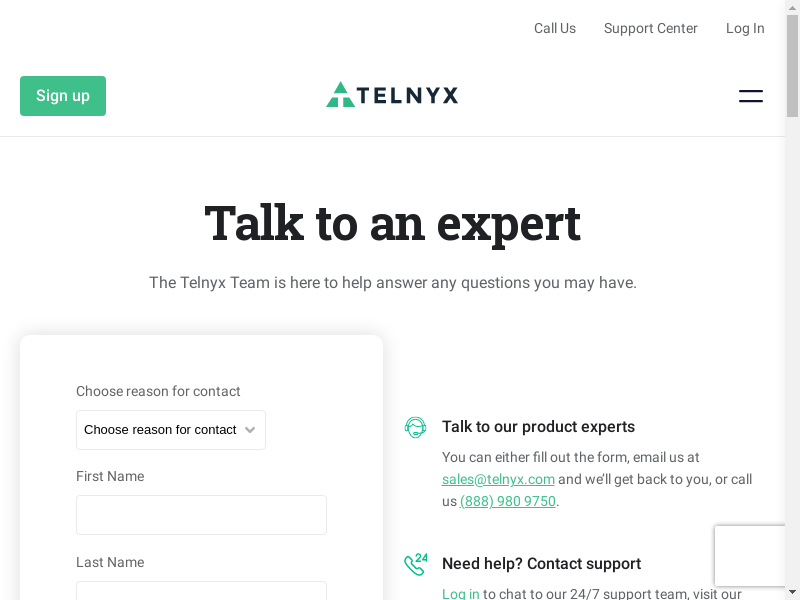 Call Us
Support Center
Log In
Sign up
TELNYX
Talk to an expert
The Telnyx Team is here to help answer any questions you may have.
Choose reason for contact
Choose reason for contact
First Name
Last Name
Talk to our product experts
You can either fill out the form, email us at
sales@telnyx.com and we’ll get back to you, or call
us (888) 980 9750.
24
Need help? Contact support
Log in to chat to our 24/7 support team, visit our